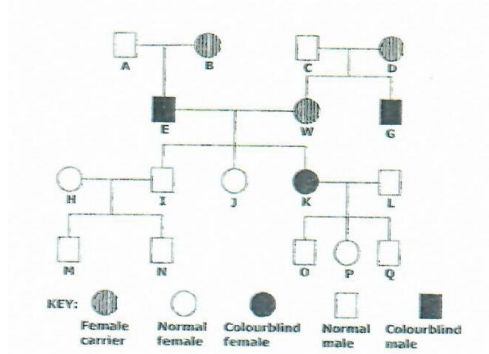 A B C D
E W G
H I J K L
M N O P Q
KEY:
Female carrier Normal female Colourblind female Normal male Colourblind male